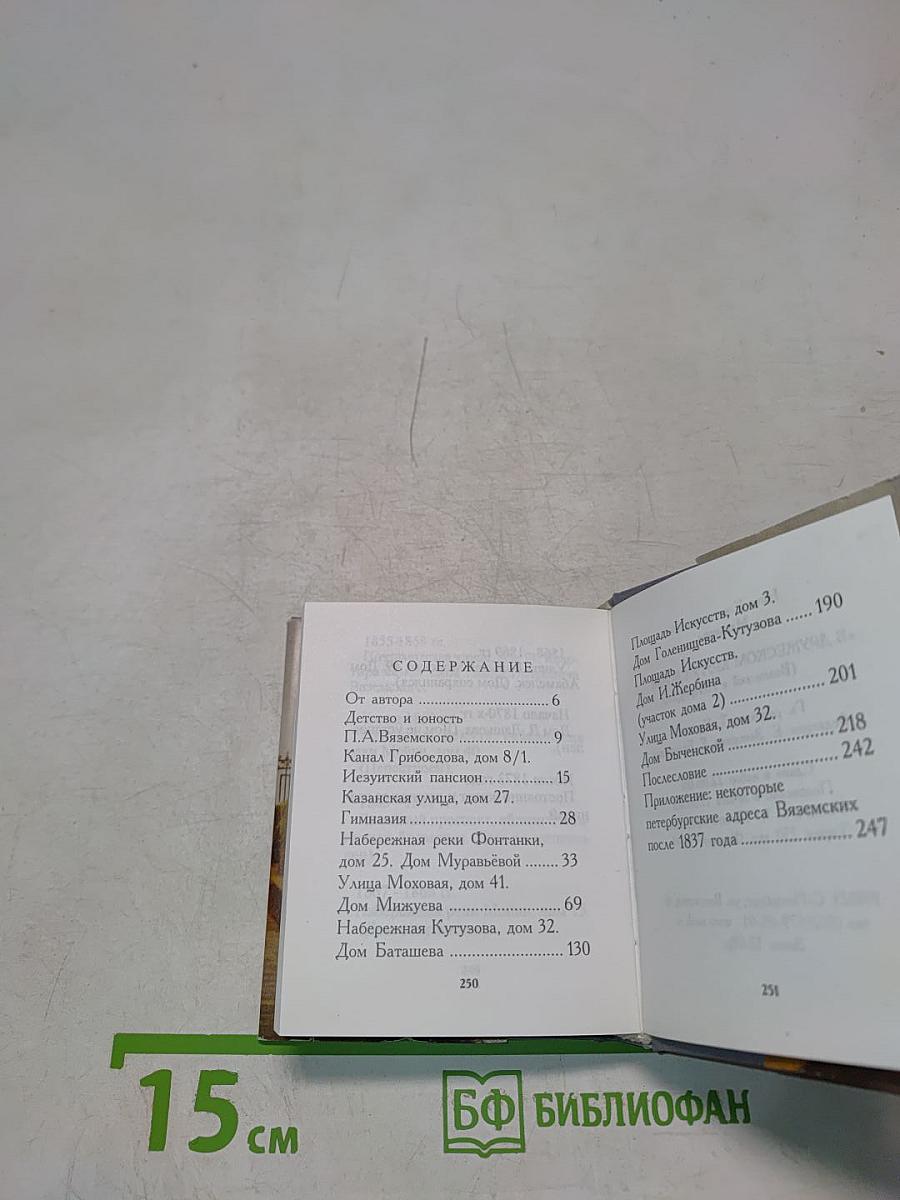 СОДЕРЖАНИЕ
От автора .............................. 6
Детство и юность
П.А.Вяземского ............................ 9
Канал Грибоедова, дом 8/1.
Иезуитский пансион ................ 15
Казанская улица, дом 27.
Гимназия .................................. 28
Набережная реки Фонтанки,
дом 25. Дом Муравьёвой ....... 33
Улица Моховая, дом 41.
Дом Мижуева .......................... 69
Набережная Кутузова, дом 32.
Дом Баташева ......................... 130
250
Площадь Искусств, дом 3.
Дом Голенищева-Кутузова ...... 190
Площадь Искусств.
Дом И.Жербина
(участок дома 2) .................... 201
Улица Моховая, дом 32.
Дом Быченской ....................... 218
Послесловие ........................... 242
Приложение: некоторые
петербургские адреса Вяземских
после 1837 года ........................ 247
251
15 см
БФ БИБЛИОФАН